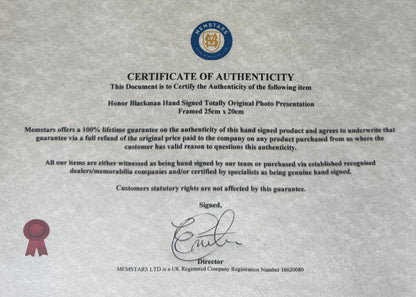 MEMSTARS
CERTIFICATE OF AUTHENTICITY
This Document is to Certify the Authenticity of the following item
Honor Blackman Hand Signed Totally Original Photo Presentation
Framed 25cm x 20cm
Memstars offers a 100% lifetime guarantee on the authenticity of this hand signed product and agrees to underwrite that
guarantee via a full refund of the original price paid to the company on any product purchased from us where the
customer has valid reason to questions this authenticity.
All our items are either witnessed as being hand signed by our team or purchased via established recognised
dealers/memorabilia companies and/or certified by specialists as being genuine hand signed.
Customers statutory rights are not affected by this guarantee.
Signed,
Director
MEMSTARS LTD is a UK Registered Company Registration Number 16620080